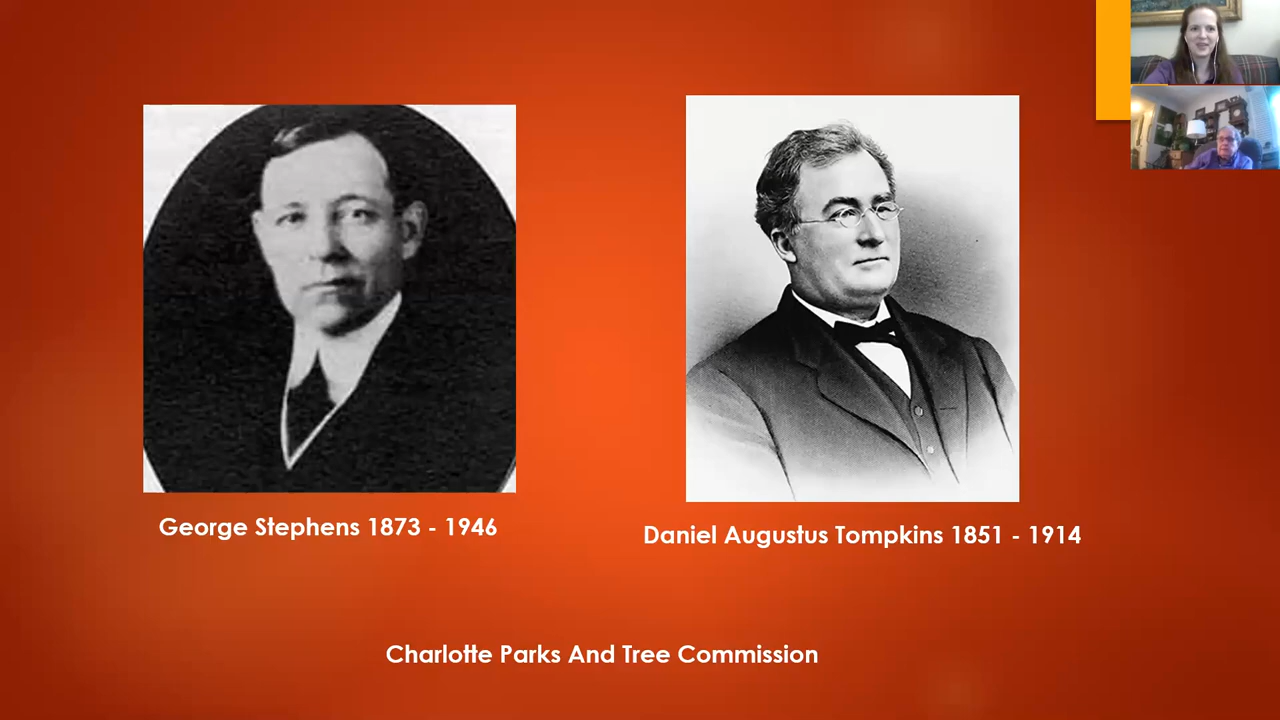 George Stephens 1873 - 1946
Daniel Augustus Tompkins 1851 - 1914
Charlotte Parks And Tree Commission